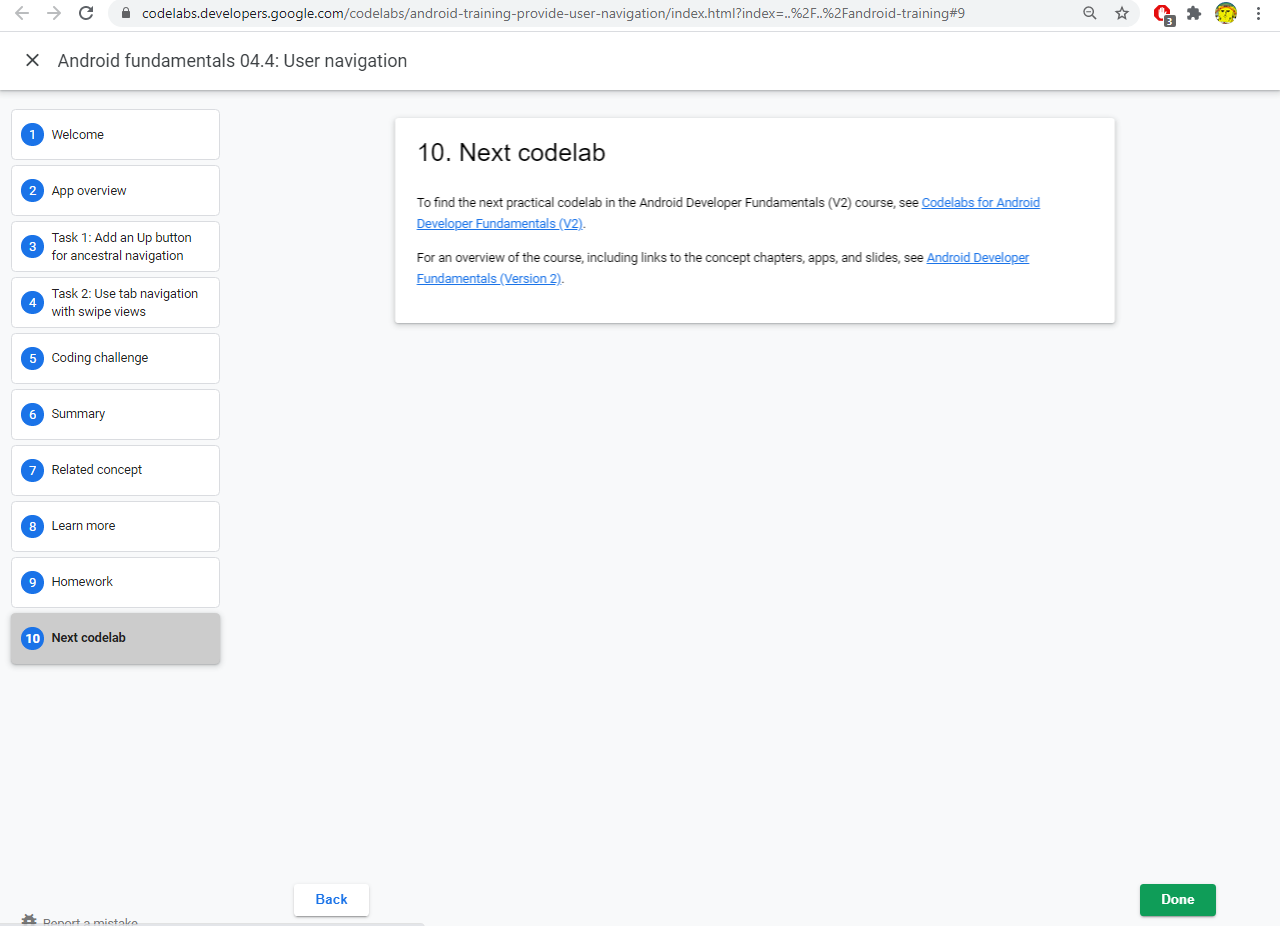 codelabs.developers.google.com/codelabs/android-training-provide-user-navigation/index.html?index=..%2F..%2Fandroid-training#9
3
Android fundamentals 04.4: User navigation
1 Welcome
2 App overview
3 Task 1: Add an Up button
for ancestral navigation
4 Task 2: Use tab navigation
with swipe views
5 Coding challenge
6 Summary
7 Related concept
8 Learn more
9 Homework
10 Next codelab
10. Next codelab
To find the next practical codelab in the Android Developer Fundamentals (V2) course, see Codelabs for Android
Developer Fundamentals (V2).
For an overview of the course, including links to the concept chapters, apps, and slides, see Android Developer
Fundamentals (Version 2).
Back
Done
Report a mistake